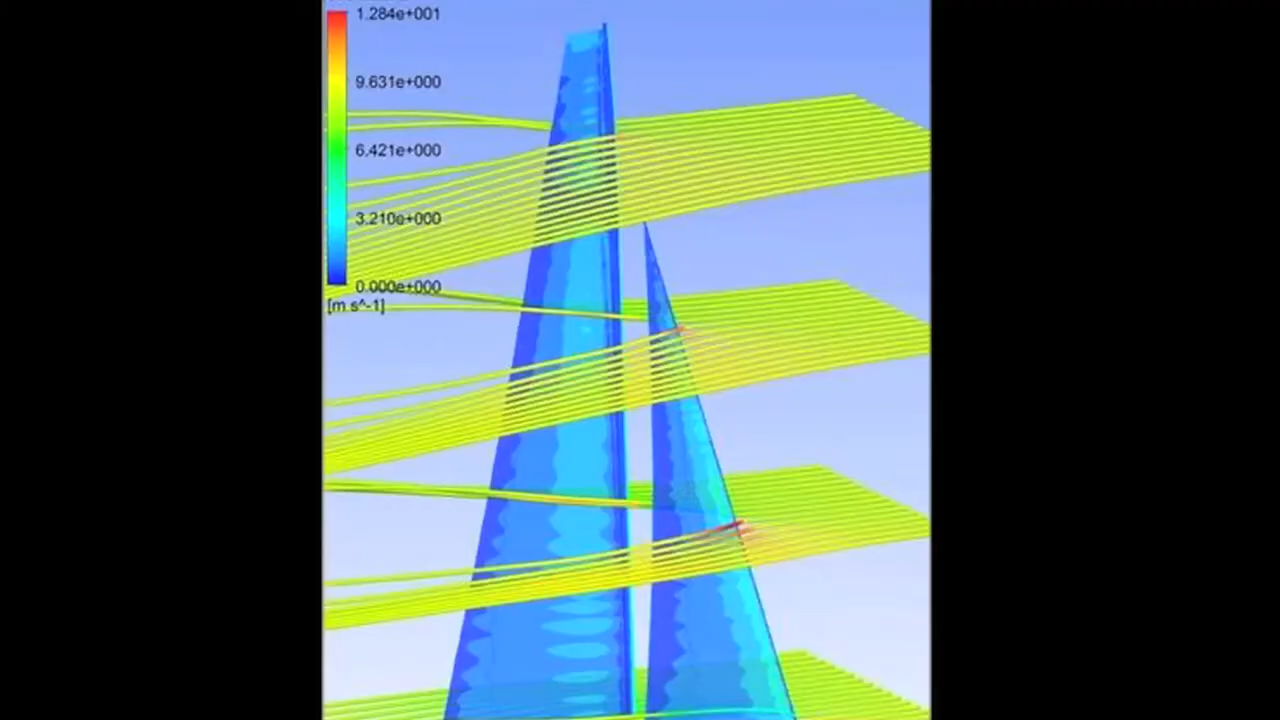 1.284e+001
9.631e+000
6.421e+000
3.210e+000
0.000e+000
[m s^-1]